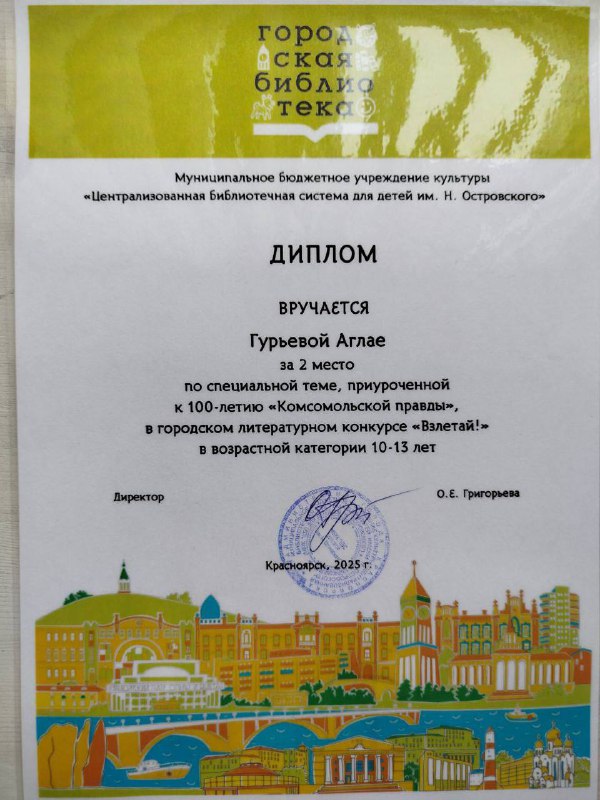 город
ская
библио
тека
Муниципальное бюджетное учреждение культуры
«Централизованная библиотечная система для детей им. Н. Островского»
ДИПЛОМ
ВРУЧАЕТСЯ
Гурьевой Аглае
за 2 место
по специальной теме, приуроченной
к 100-летию «Комсомольской правды»,
в городском литературном конкурсе «Взлетай!»
в возрастной категории 10-13 лет
Директор
О.Е. Григорьева
Красноярск, 2025 г.